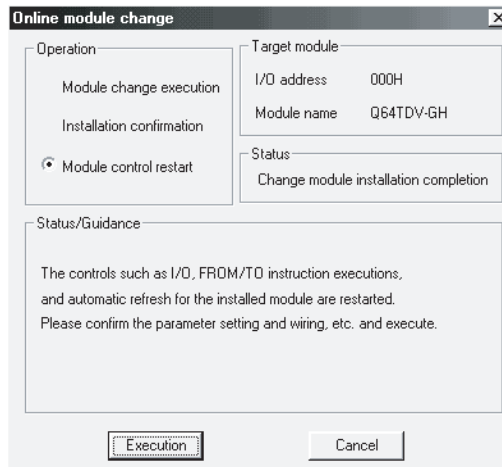 Online module change
Operation
Module change execution
Installation confirmation
Module control restart
Target module
I/O address 000H
Module name Q64TDV-GH
Status
Change module installation completion
Status/Guidance
The controls such as I/O, FROM/TO instruction executions,
and automatic refresh for the installed module are restarted.
Please confirm the parameter setting and wiring, etc. and execute.
Execution Cancel